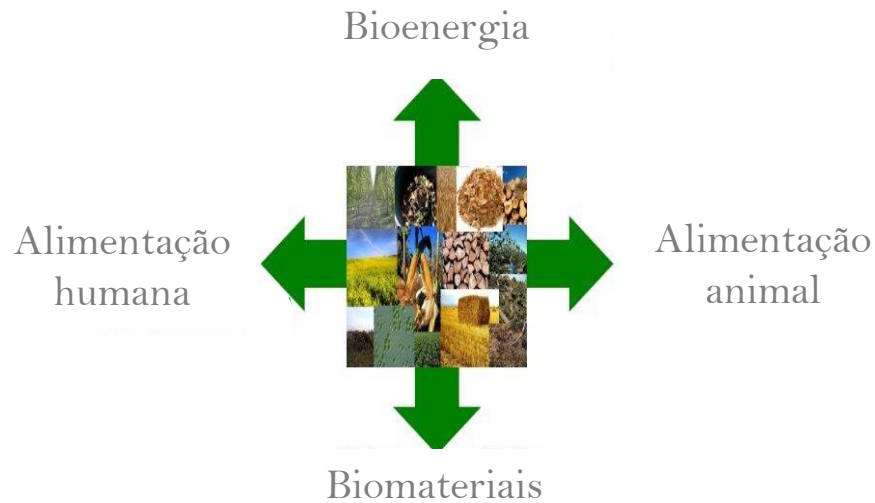 Bioenergia
Alimentação
humana
Alimentação
animal
Biomateriais